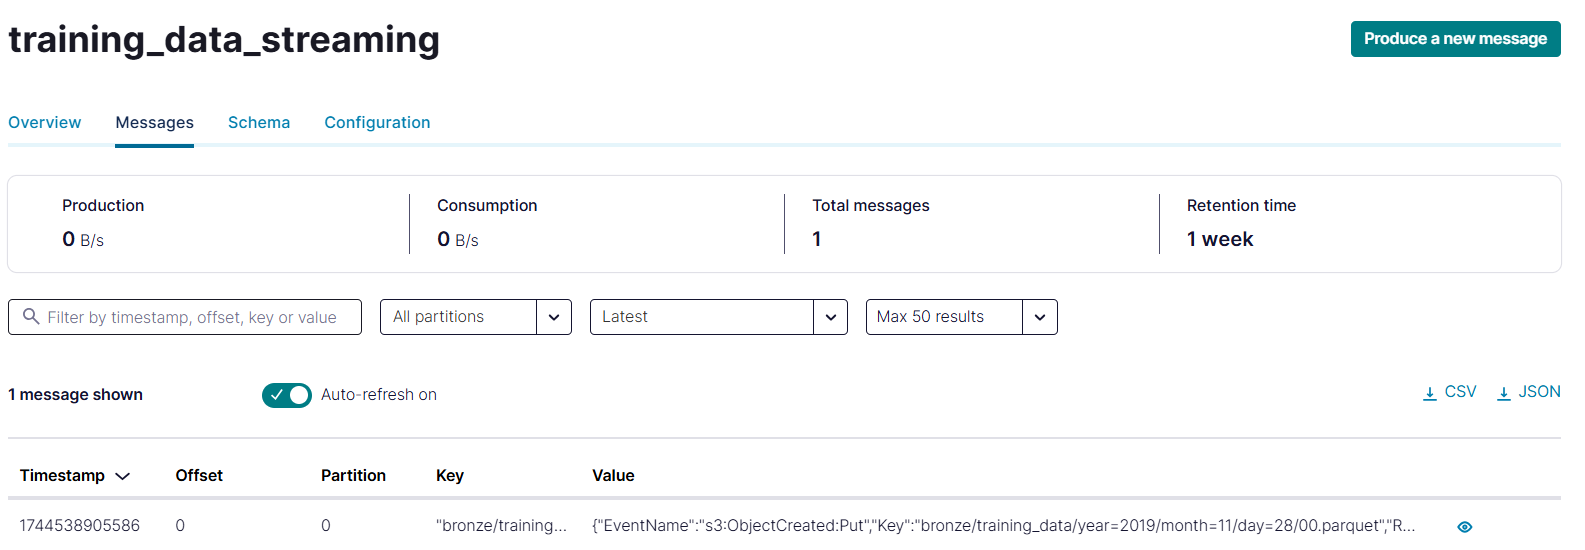 training_data_streaming
Produce a new message
Overview Messages Schema Configuration
Production Consumption Total messages Retention time
0 B/s 0 B/s 1 1 week
Filter by timestamp, offset, key or value All partitions Latest Max 50 results
1 message shown Auto-refresh on CSV JSON
Timestamp Offset Partition Key Value
1744538905586 0 0 "bronze/training... {"EventName":"s3:ObjectCreated:Put","Key":"bronze/training_data/year=2019/month=11/day=28/00.parquet","R...